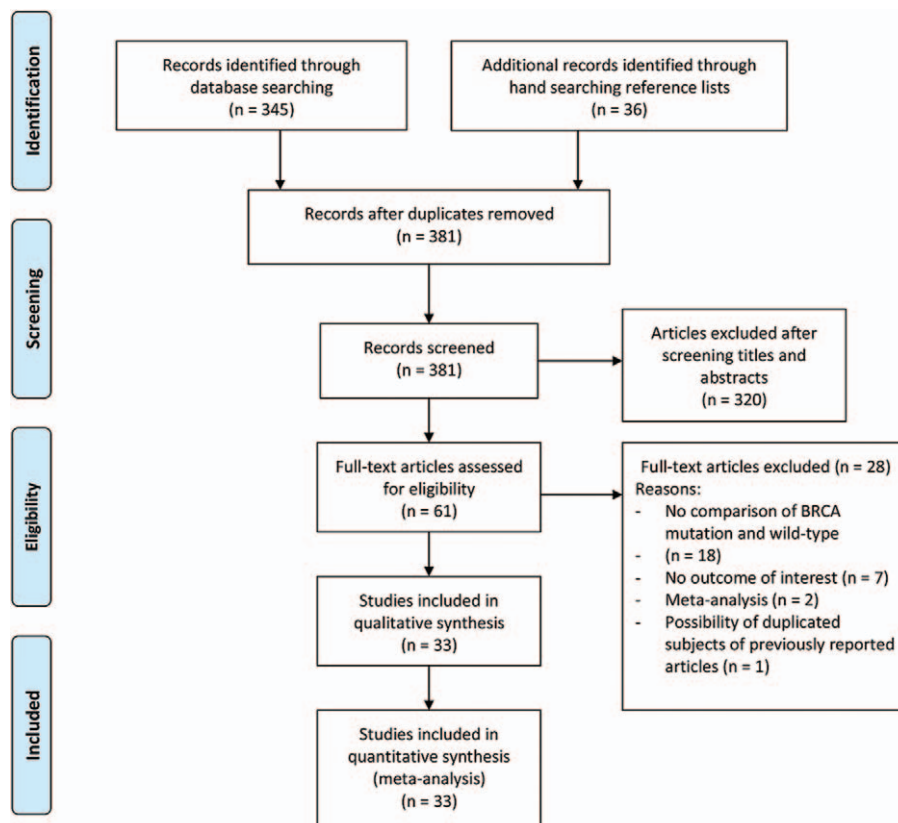 Identification
Records identified through
database searching
(n = 345)
Additional records identified through
hand searching reference lists
(n = 36)
Records after duplicates removed
(n = 381)
Screening
Records screened
(n = 381)
Articles excluded after
screening titles and
abstracts
(n = 320)
Eligibility
Full-text articles assessed
for eligibility
(n = 61)
Full-text articles excluded (n = 28)
Reasons:
- No comparison of BRCA
mutation and wild-type
- (n = 18)
- No outcome of interest (n = 7)
- Meta-analysis (n = 2)
- Possibility of duplicated
subjects of previously reported
articles (n = 1)
Studies included in
qualitative synthesis
(n = 33)
Included
Studies included in
quantitative synthesis
(meta-analysis)
(n = 33)